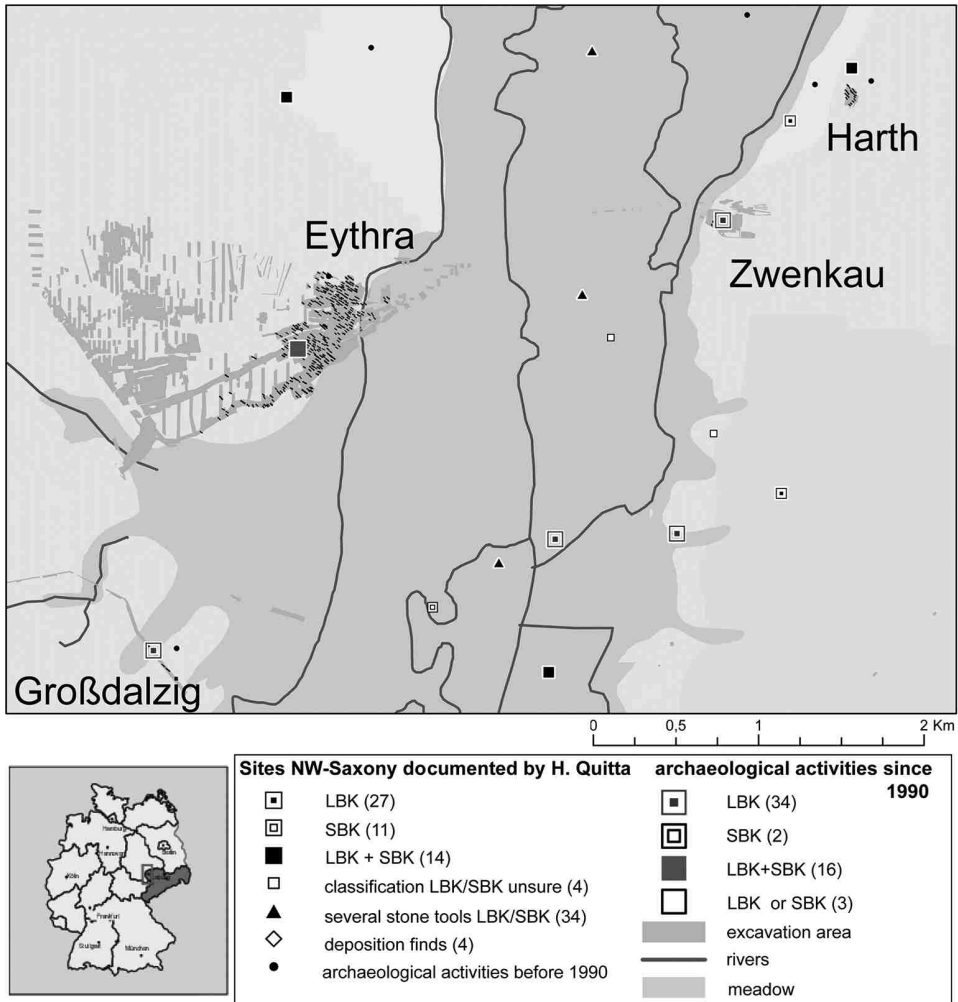 Harth
Eythra
Zwenkau
Großdalzig
0 0,5 1 2 Km
Sites NW-Saxony documented by H. Quitta
LBK (27)
SBK (11)
LBK + SBK (14)
classification LBK/SBK unsure (4)
several stone tools LBK/SBK (34)
deposition finds (4)
archaeological activities before 1990
archaeological activities since
1990
LBK (34)
SBK (2)
LBK+SBK (16)
LBK or SBK (3)
excavation area
rivers
meadow
Hamburg
Hannover
Köln
Frankfurt
Stuttgart
München